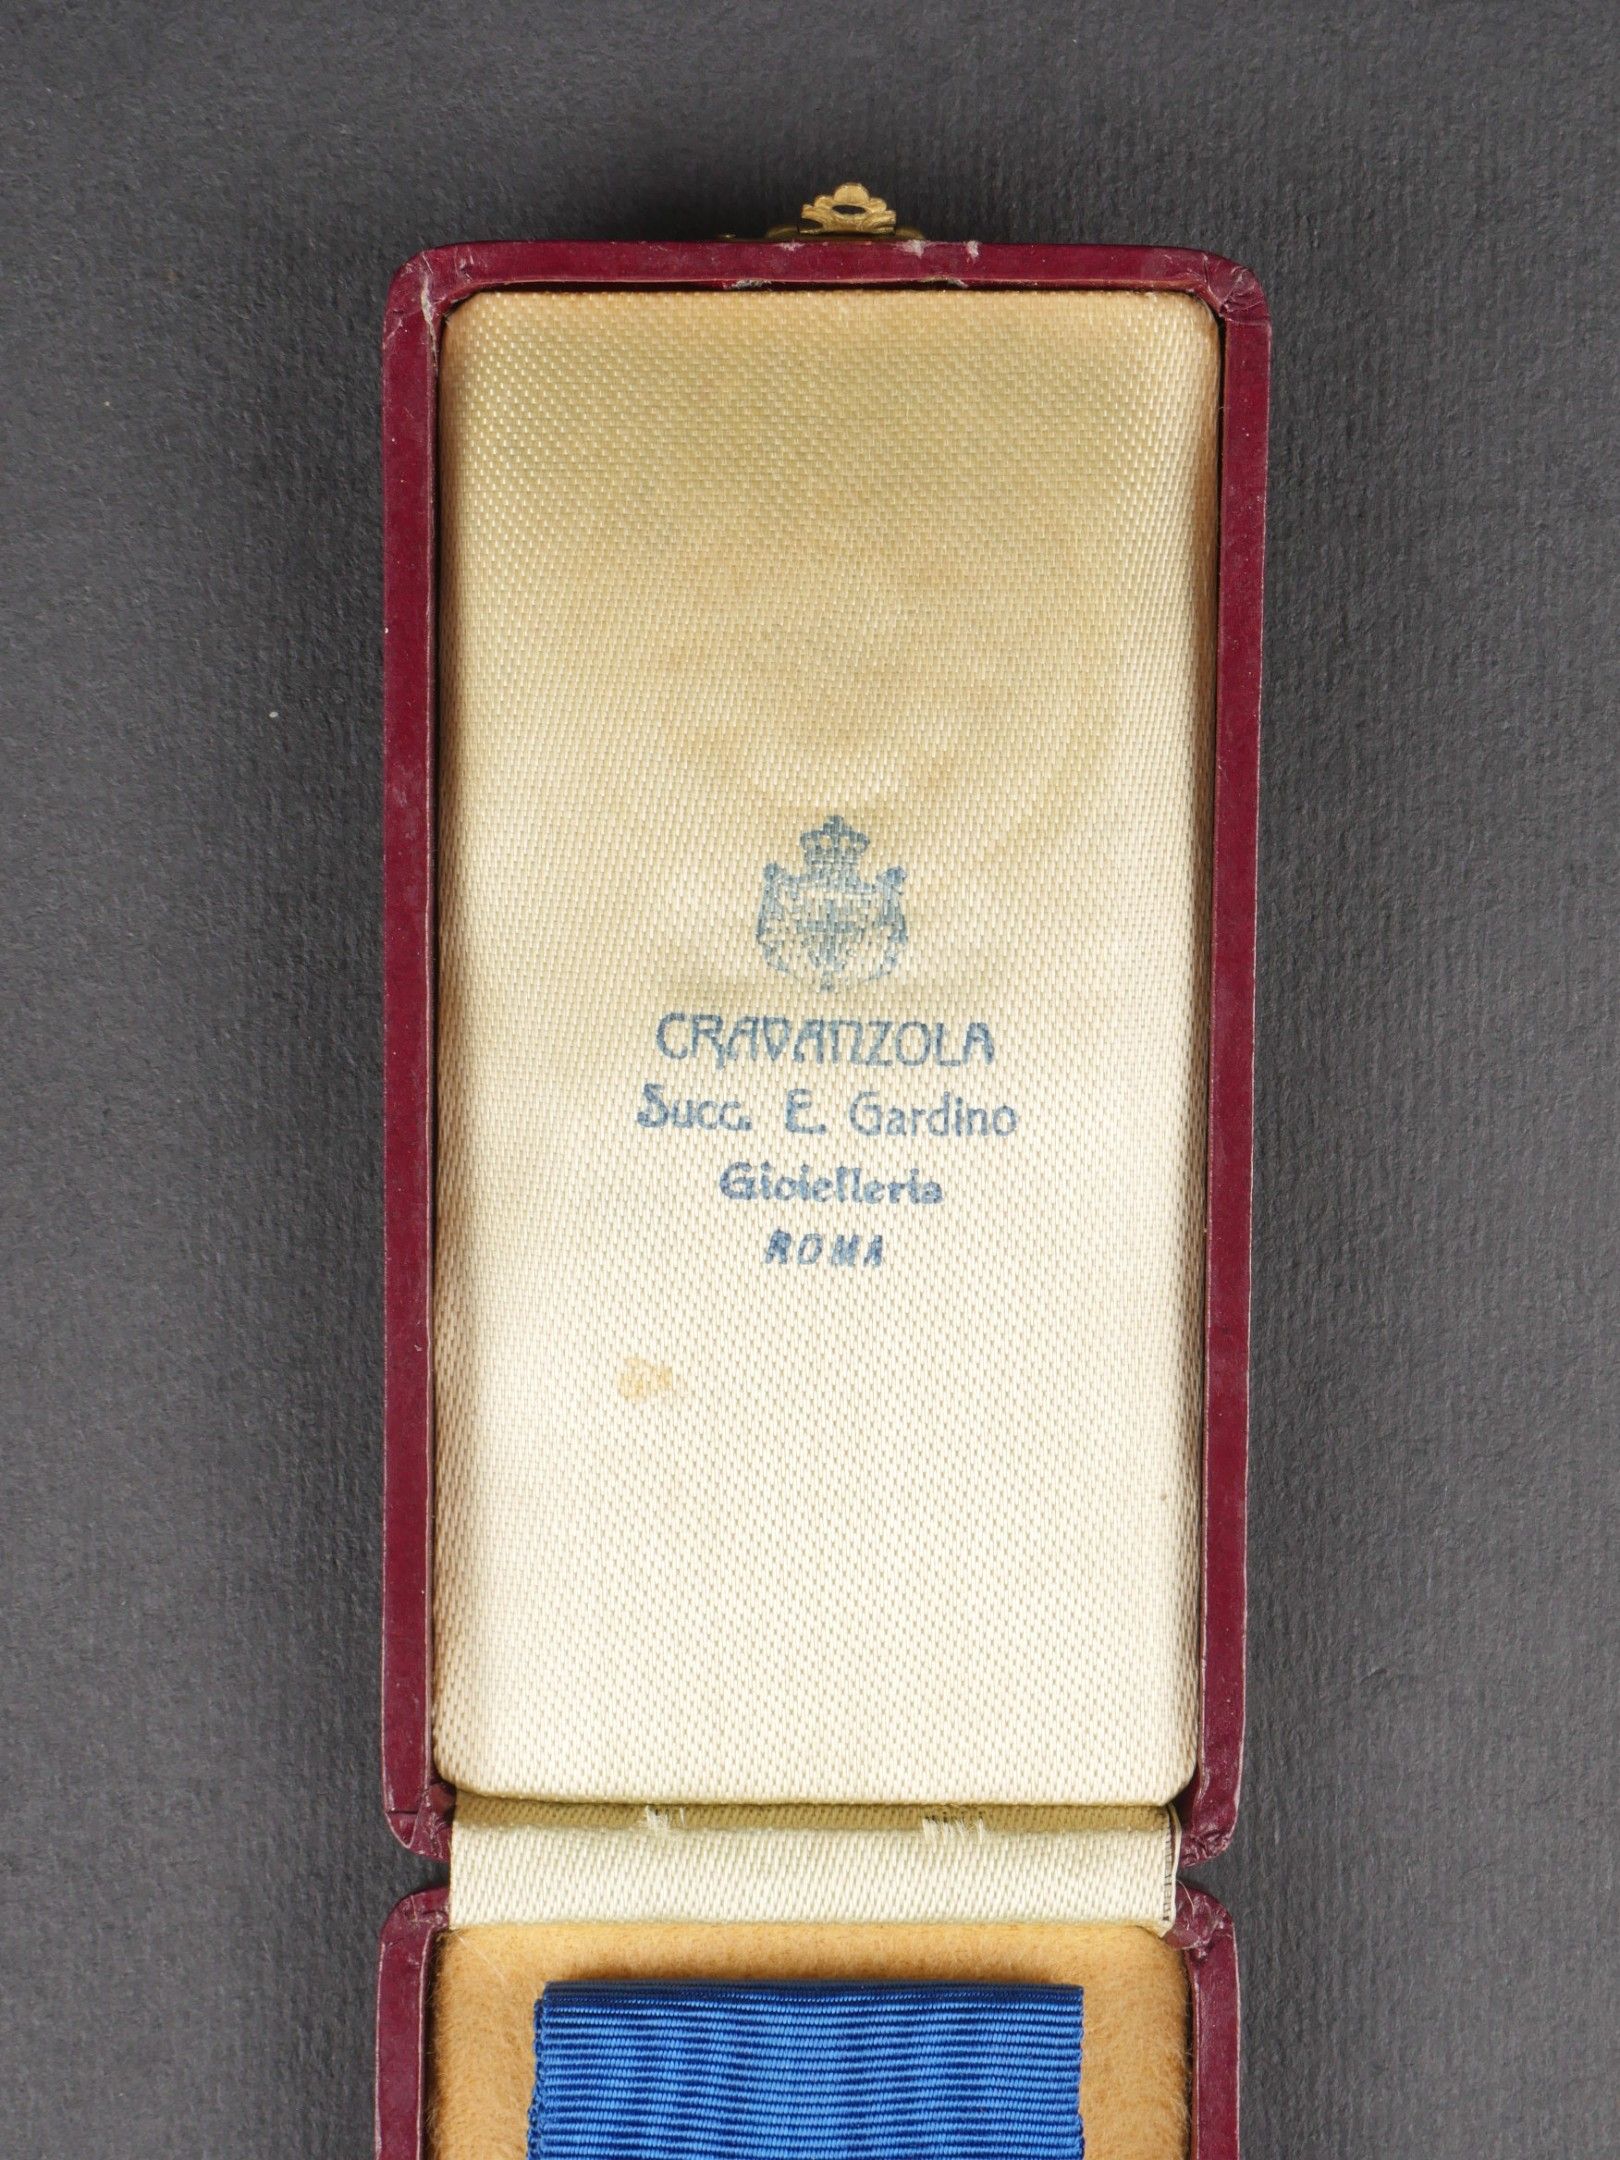 CRAVANZOLA
Succ. E. Gardino
Gioielleria
ROMA